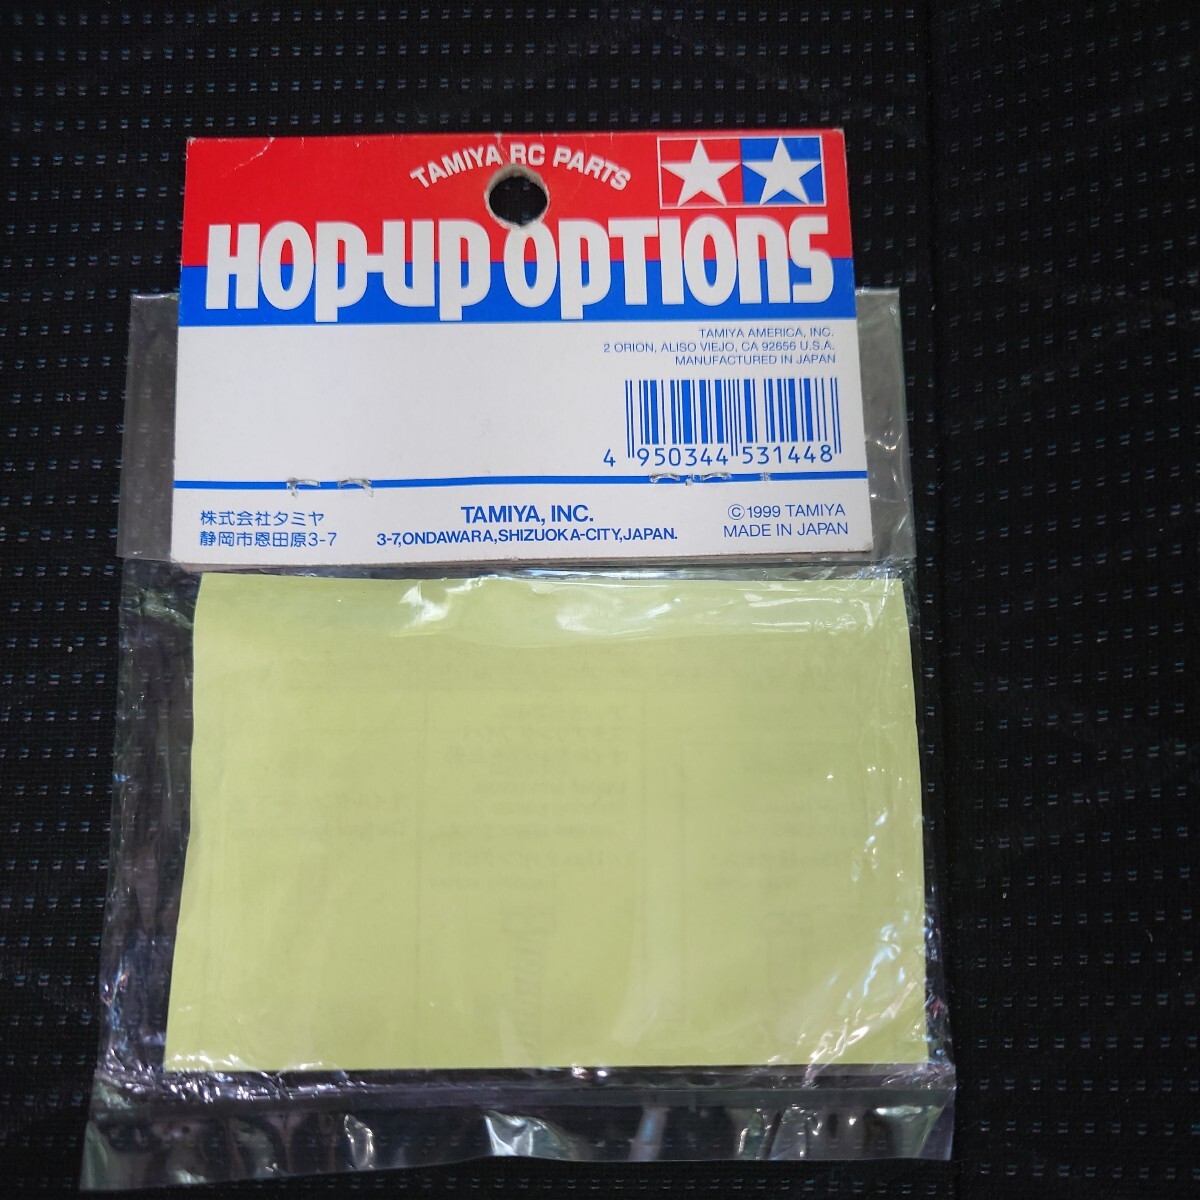 TAMIYA RC PARTS
HOP-UP OPTIONS
TAMIYA AMERICA, INC.
2 ORION, ALISO VIEJO, CA 92656 U.S.A.
MANUFACTURED IN JAPAN
4 950344 531448
株式会社タミヤ
静岡市恩田原3-7
TAMIYA, INC.
3-7,ONDAWARA,SHIZUOKA-CITY,JAPAN.
© 1999 TAMIYA
MADE IN JAPAN